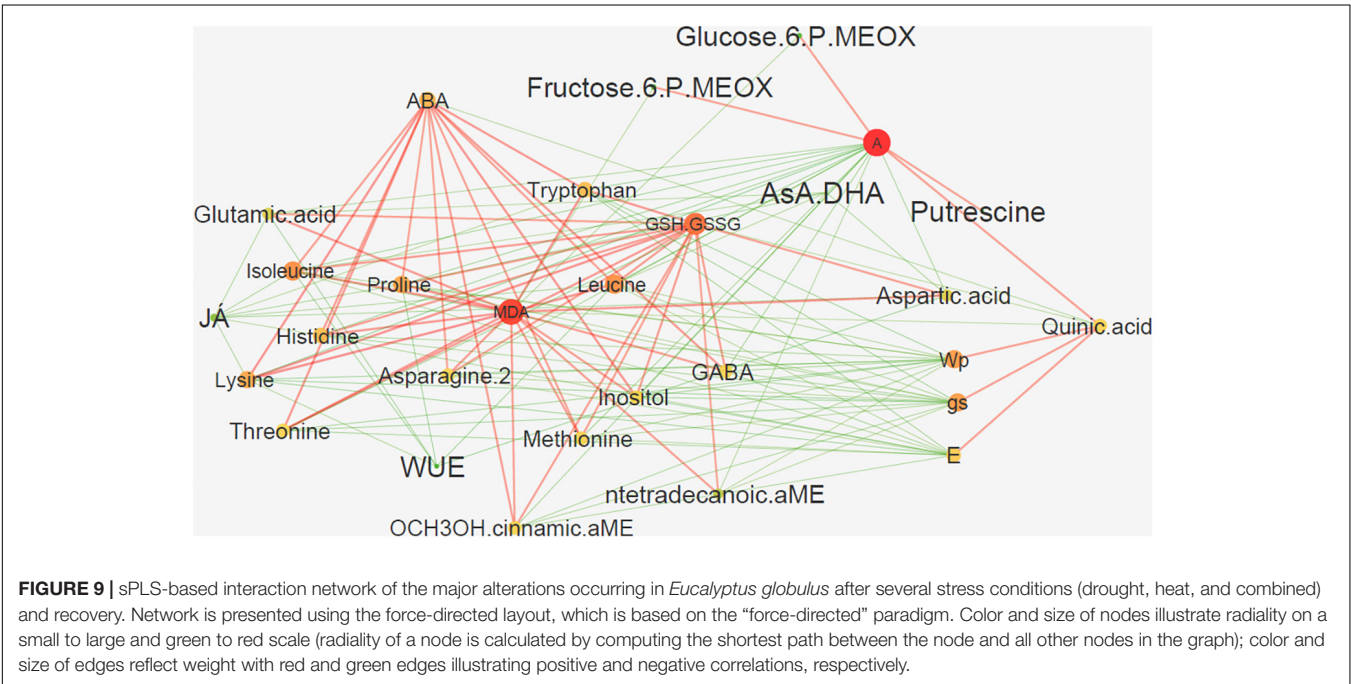 Glucose.6.P.MEOX
Fructose.6.P.MEOX
ABA
A
Tryptophan
AsA.DHA
Glutamic.acid
Putrescine
GSH.GSSG
Isoleucine
Proline
Leucine
Aspartic.acid
MDA
JÁ
Quinic.acid
Histidine
Wp
Lysine
Asparagine.2
GABA
Inositol
gs
Threonine
Methionine
E
WUE
ntetradecanoic.aME
OCH3OH.cinnamic.aME
FIGURE 9 | sPLS-based interaction network of the major alterations occurring in Eucalyptus globulus after several stress conditions (drought, heat, and combined)
and recovery. Network is presented using the force-directed layout, which is based on the “force-directed” paradigm. Color and size of nodes illustrate radiality on a
small to large and green to red scale (radiality of a node is calculated by computing the shortest path between the node and all other nodes in the graph); color and
size of edges reflect weight with red and green edges illustrating positive and negative correlations, respectively.